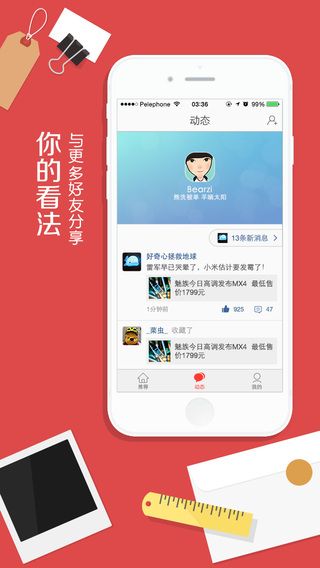 与更多好友分享
你的看法
Pelephone
03:36
89%
动态
Bearzi
熊洗被单 羊晒太阳
13条新消息
好奇心拯救地球
雷军早已哭晕了，小米估计要发霉了！
魅族今日高调发布MX4 最低售
价1799元
1分钟前
925
57
_菜虫_ 收藏了
魅族今日高调发布MX4 最低售
价1799元
推荐
动态
我的